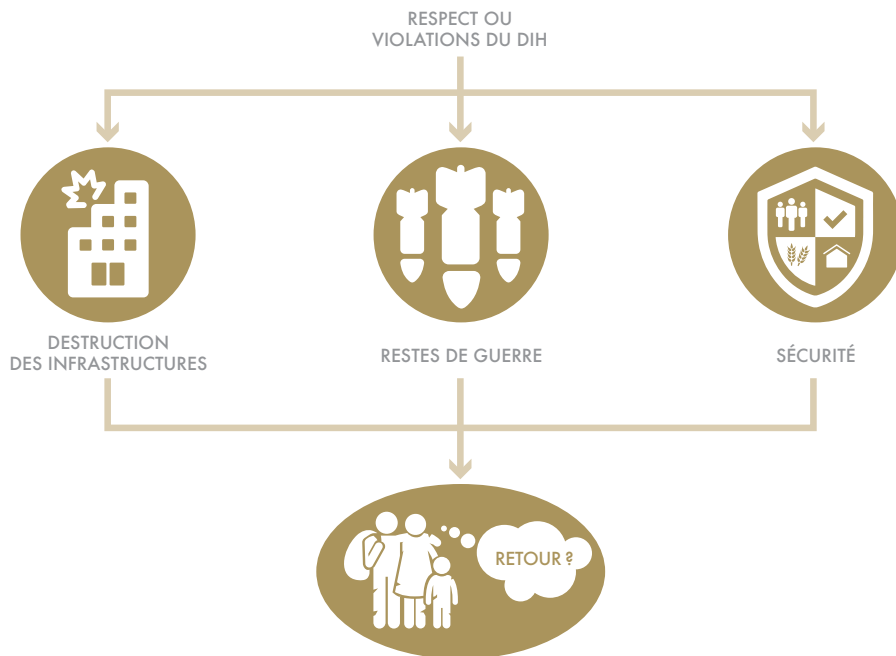 RESPECT OU
VIOLATIONS DU DIH
DESTRUCTION
DES INFRASTRUCTURES
RESTES DE GUERRE
SÉCURITÉ
RETOUR ?